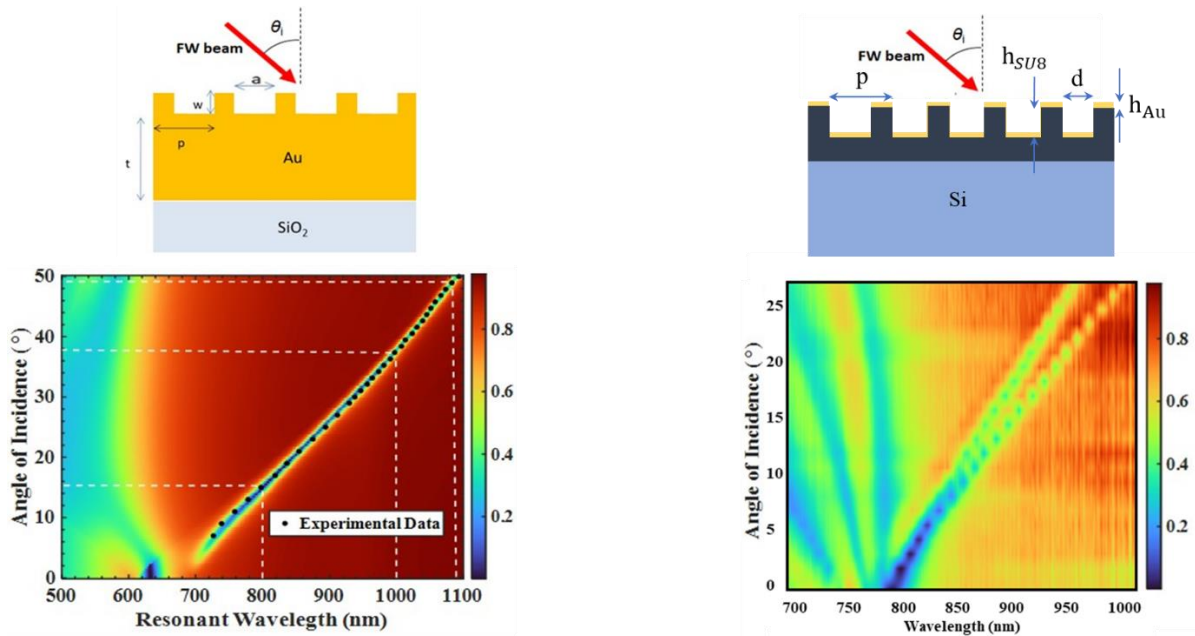 θi
FW beam
a
w
p
t
Au
SiO2
50
40
30
20
10
0
Angle of Incidence (°)
500 600 700 800 900 1000 1100
Resonant Wavelegth (nm)
• Experimental Data
0.8
0.6
0.4
0.2
θi
FW beam
hSU8
p
d
hAu
Si
25
20
15
10
5
0
Angle of Incidence (°)
700 750 800 850 900 950 1000
Wavelength (nm)
0.8
0.6
0.4
0.2